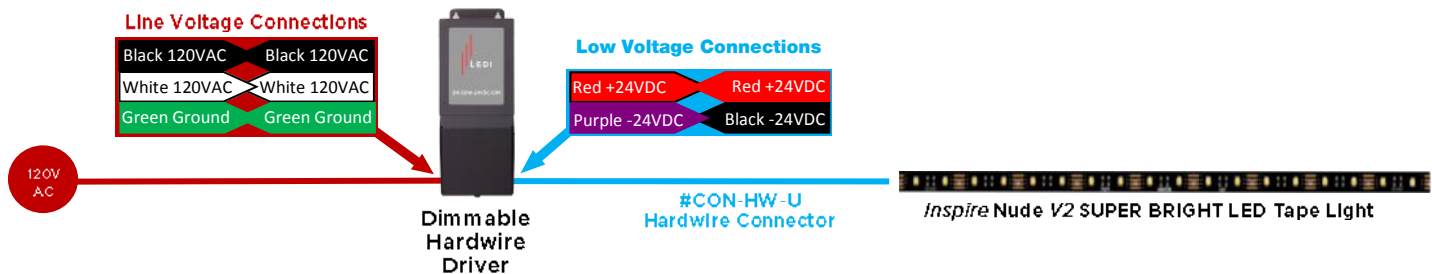 Line Voltage Connections
Black 120VAC Black 120VAC
White 120VAC White 120VAC
Green Ground Green Ground
LEDI
Low Voltage Connections
Red +24VDC Red +24VDC
Purple -24VDC Black -24VDC
120V
AC
#CON-HW-U
Hardwire Connector
Dimmable
Hardwire
Driver
Inspire Nude V2 SUPER BRIGHT LED Tape Light